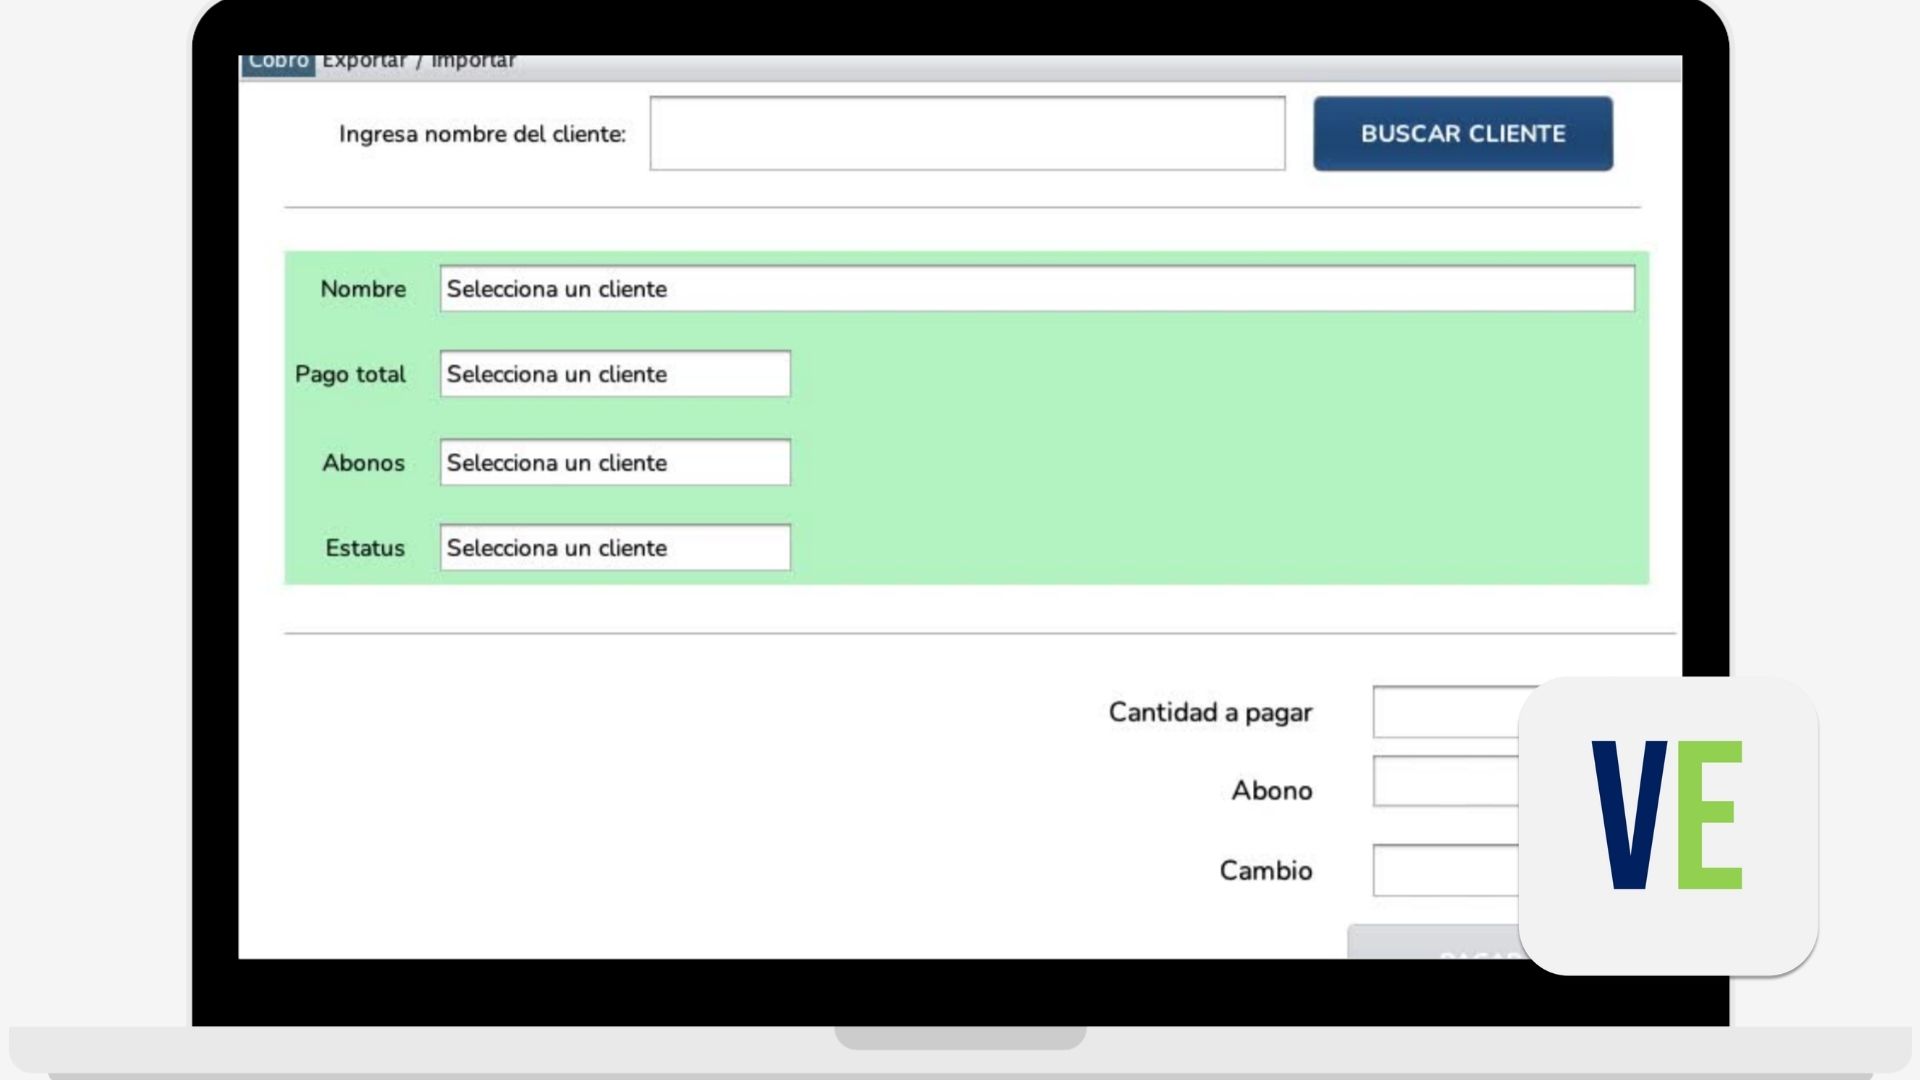 Cobro Exportar / Importar
Ingresa nombre del cliente:
BUSCAR CLIENTE
Nombre Selecciona un cliente
Pago total Selecciona un cliente
Abonos Selecciona un cliente
Estatus Selecciona un cliente
Cantidad a pagar
Abono
Cambio
PAGAR
VE